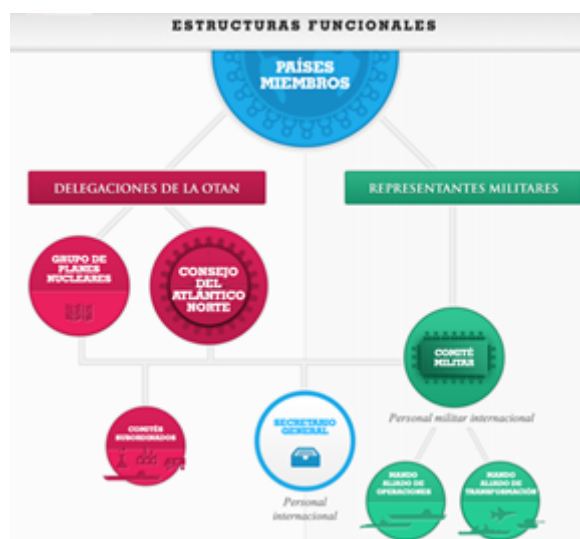 ESTRUCTURAS FUNCIONALES
PAÍSES
MIEMBROS
DELEGACIONES DE LA OTAN
REPRESENTANTES MILITARES
GRUPO DE
PLANES
NUCLEARES
CONSEJO
DEL
ATLÁNTICO
NORTE
COMITÉ
MILITAR
Personal militar internacional
COMITÉS
SUBORDINADOS
SECRETARIO
GENERAL
Personal
internacional
MANDO
ALIADO DE
OPERACIONES
MANDO
ALIADO DE
TRANSFORMACIÓN